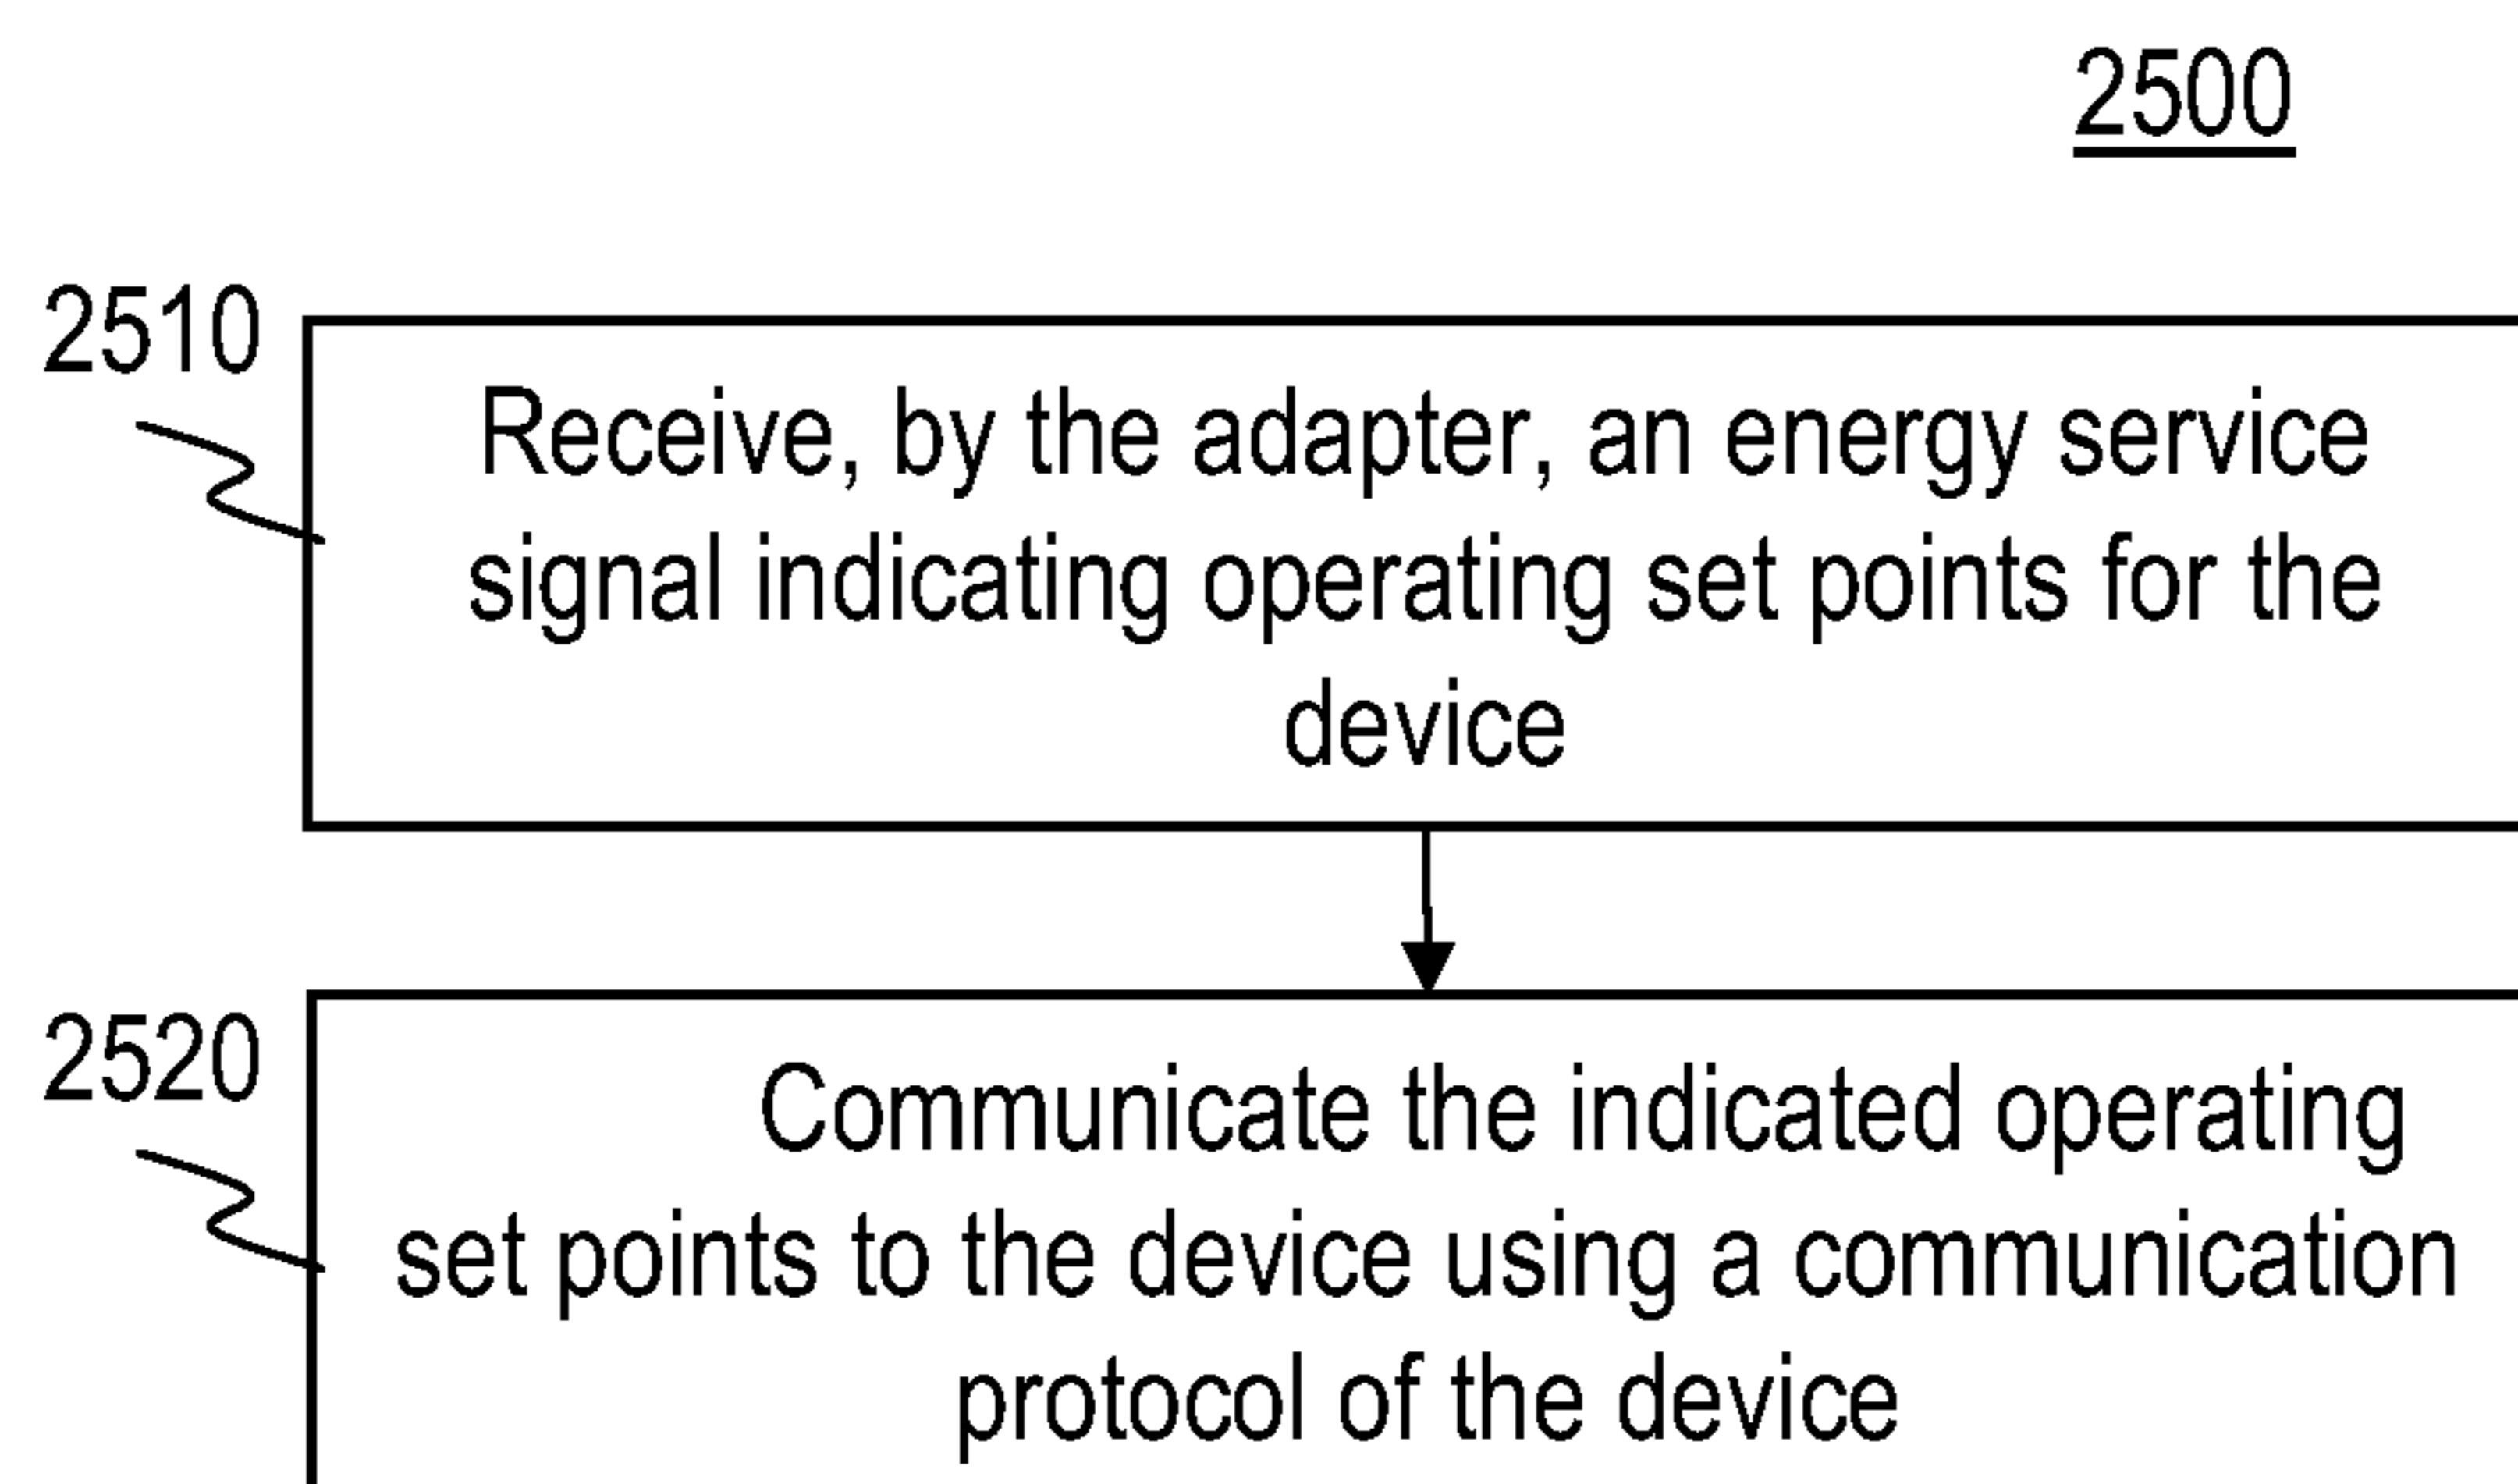 2500
2510
Receive, by the adapter, an energy service
signal indicating operating set points for the
device
2520
Communicate the indicated operating
set points to the device using a communication
protocol of the device